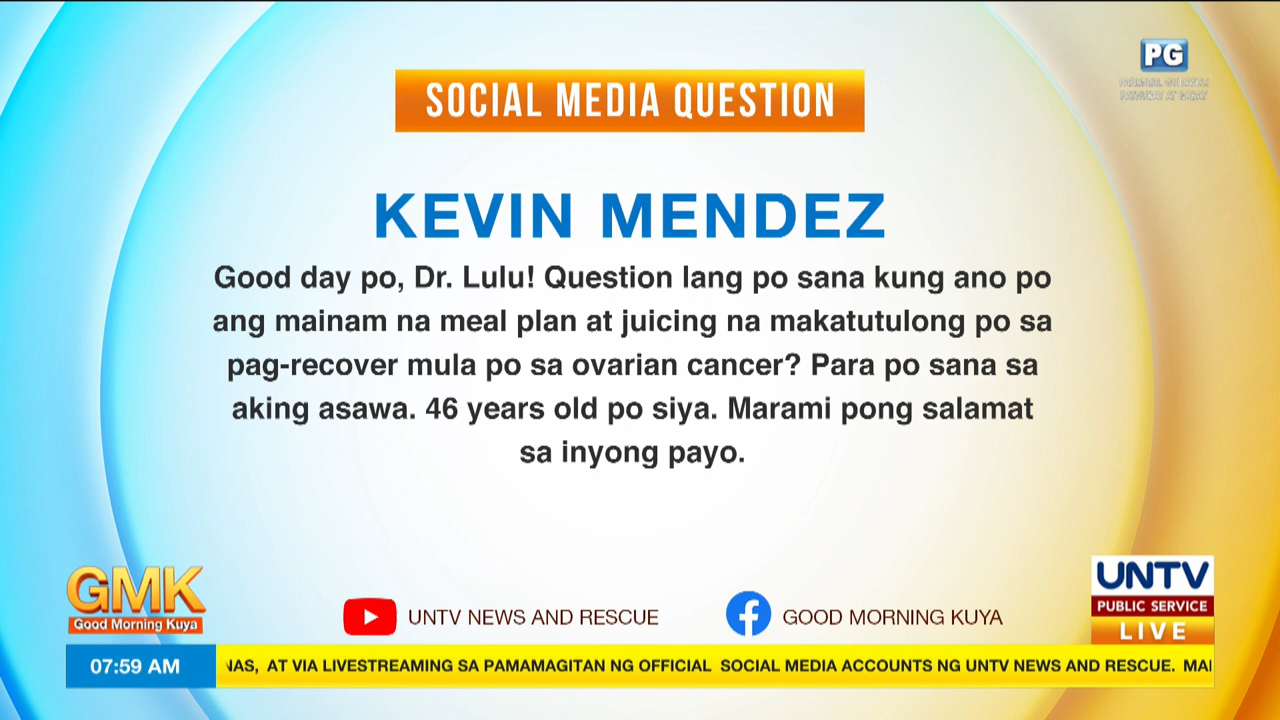 PG
SOCIAL MEDIA QUESTION
KEVIN MENDEZ
Good day po, Dr. Lulu! Question lang po sana kung ano po
ang mainam na meal plan at juicing na makatutulong po sa
pag-recover mula po sa ovarian cancer? Para po sana sa
aking asawa. 46 years old po siya. Marami pong salamat
sa inyong payo.
GMK
Good Morning Kuya
UNTV NEWS AND RESCUE
GOOD MORNING KUYA
UNTV
PUBLIC SERVICE
LIVE
07:59 AM
AT VIA LIVESTREAMING SA PAMAMAGITAN NG OFFICIAL SOCIAL MEDIA ACCOUNTS NG UNTV NEWS AND RESCUE.